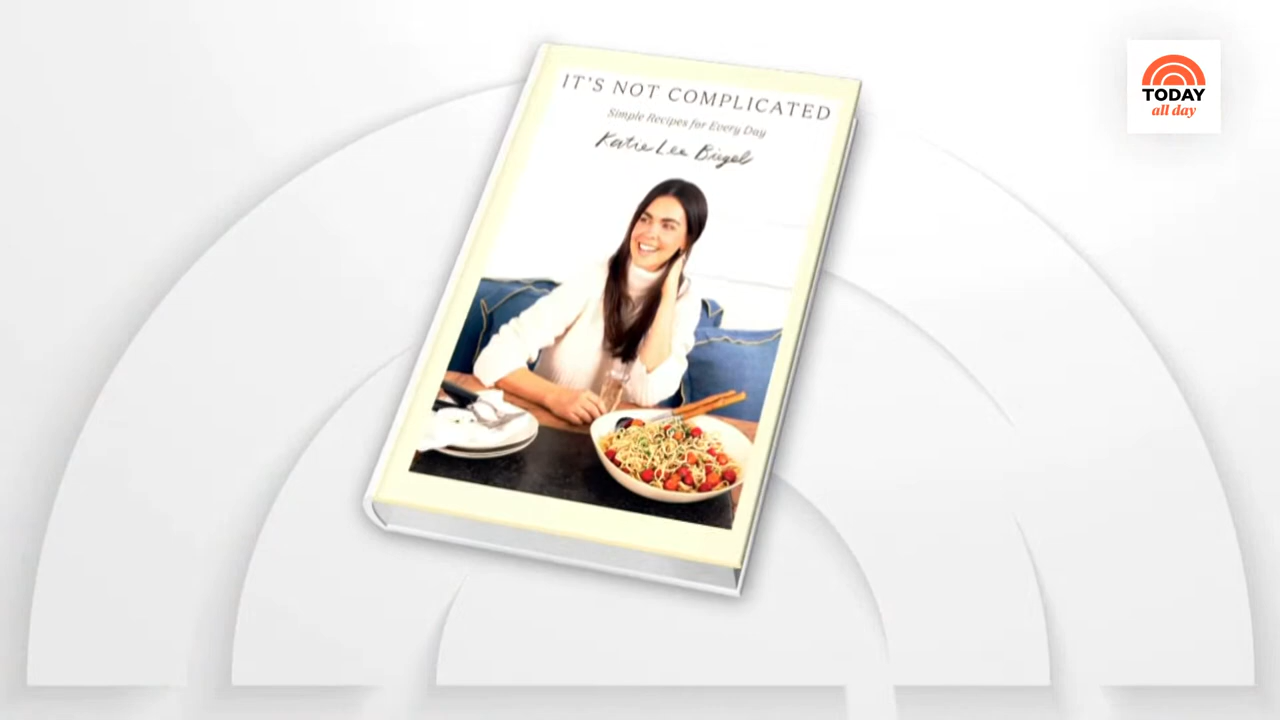 IT'S NOT COMPLICATED
Simple Recipes for Every Day
Katie Lee Biegel
TODAY
all day